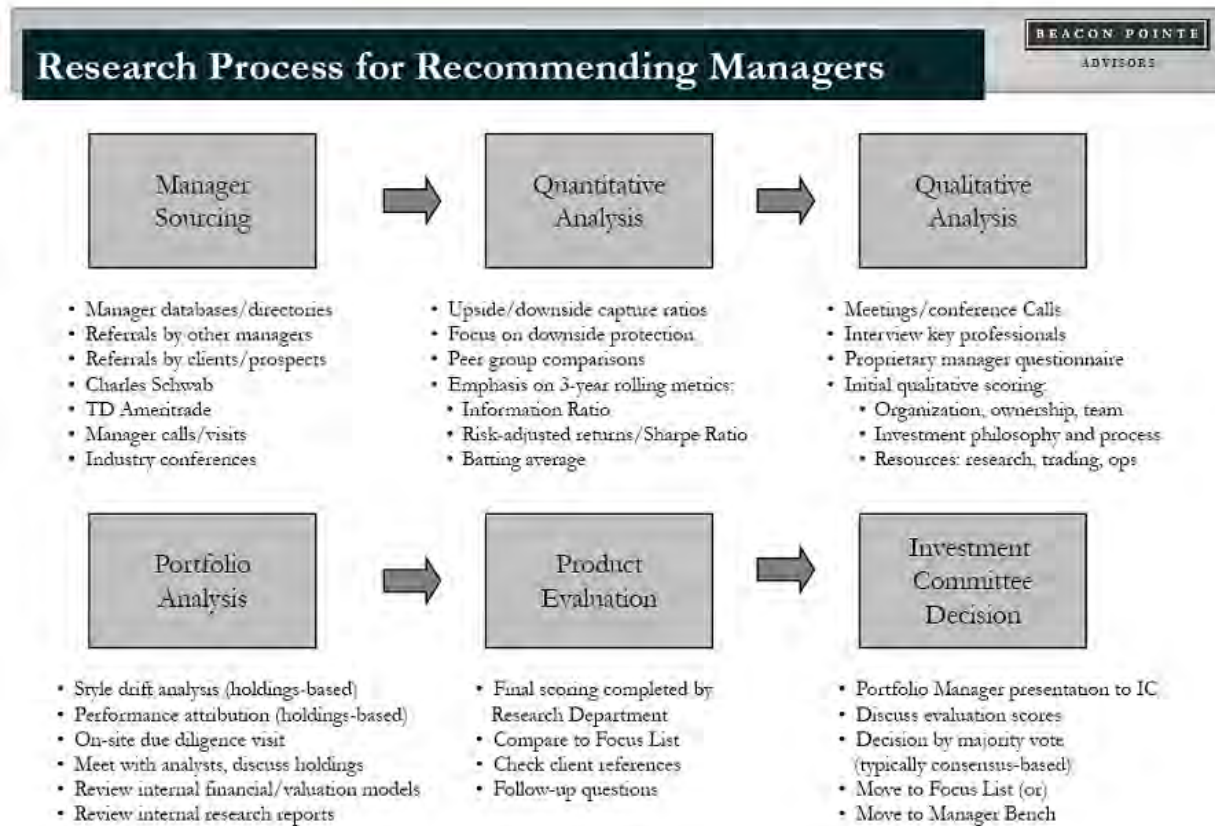 BEACON POINTE
ADVISORS
Research Process for Recommending Managers
Manager
Sourcing
Quantitative
Analysis
Qualitative
Analysis
• Manager databases/directories
• Referrals by other managers
• Referrals by clients/prospects
• Charles Schwab
• TD Ameritrade
• Manager calls/visits
• Industry conferences
• Upside/downside capture ratios
• Focus on downside protection
• Peer group comparisons
• Emphasis on 3-year rolling metrics:
• Information Ratio
• Risk-adjusted returns/Sharpe Ratio
• Batting average
• Meetings/conference Calls
• Interview key professionals
• Proprietary manager questionnaire
• Initial qualitative scoring:
• Organization, ownership, team
• Investment philosophy and process
• Resources: research, trading, ops
Portfolio
Analysis
Product
Evaluation
Investment
Committee
Decision
• Style drift analysis (holdings-based)
• Performance attribution (holdings-based)
• On-site due diligence visit
• Meet with analysts, discuss holdings
• Review internal financial/valuation models
• Review internal research reports
• Final scoring completed by
Research Department
• Compare to Focus List
• Check client references
• Follow-up questions
• Portfolio Manager presentation to IC
• Discuss evaluation scores
• Decision by majority vote
(typically consensus-based)
• Move to Focus List (or)
• Move to Manager Bench